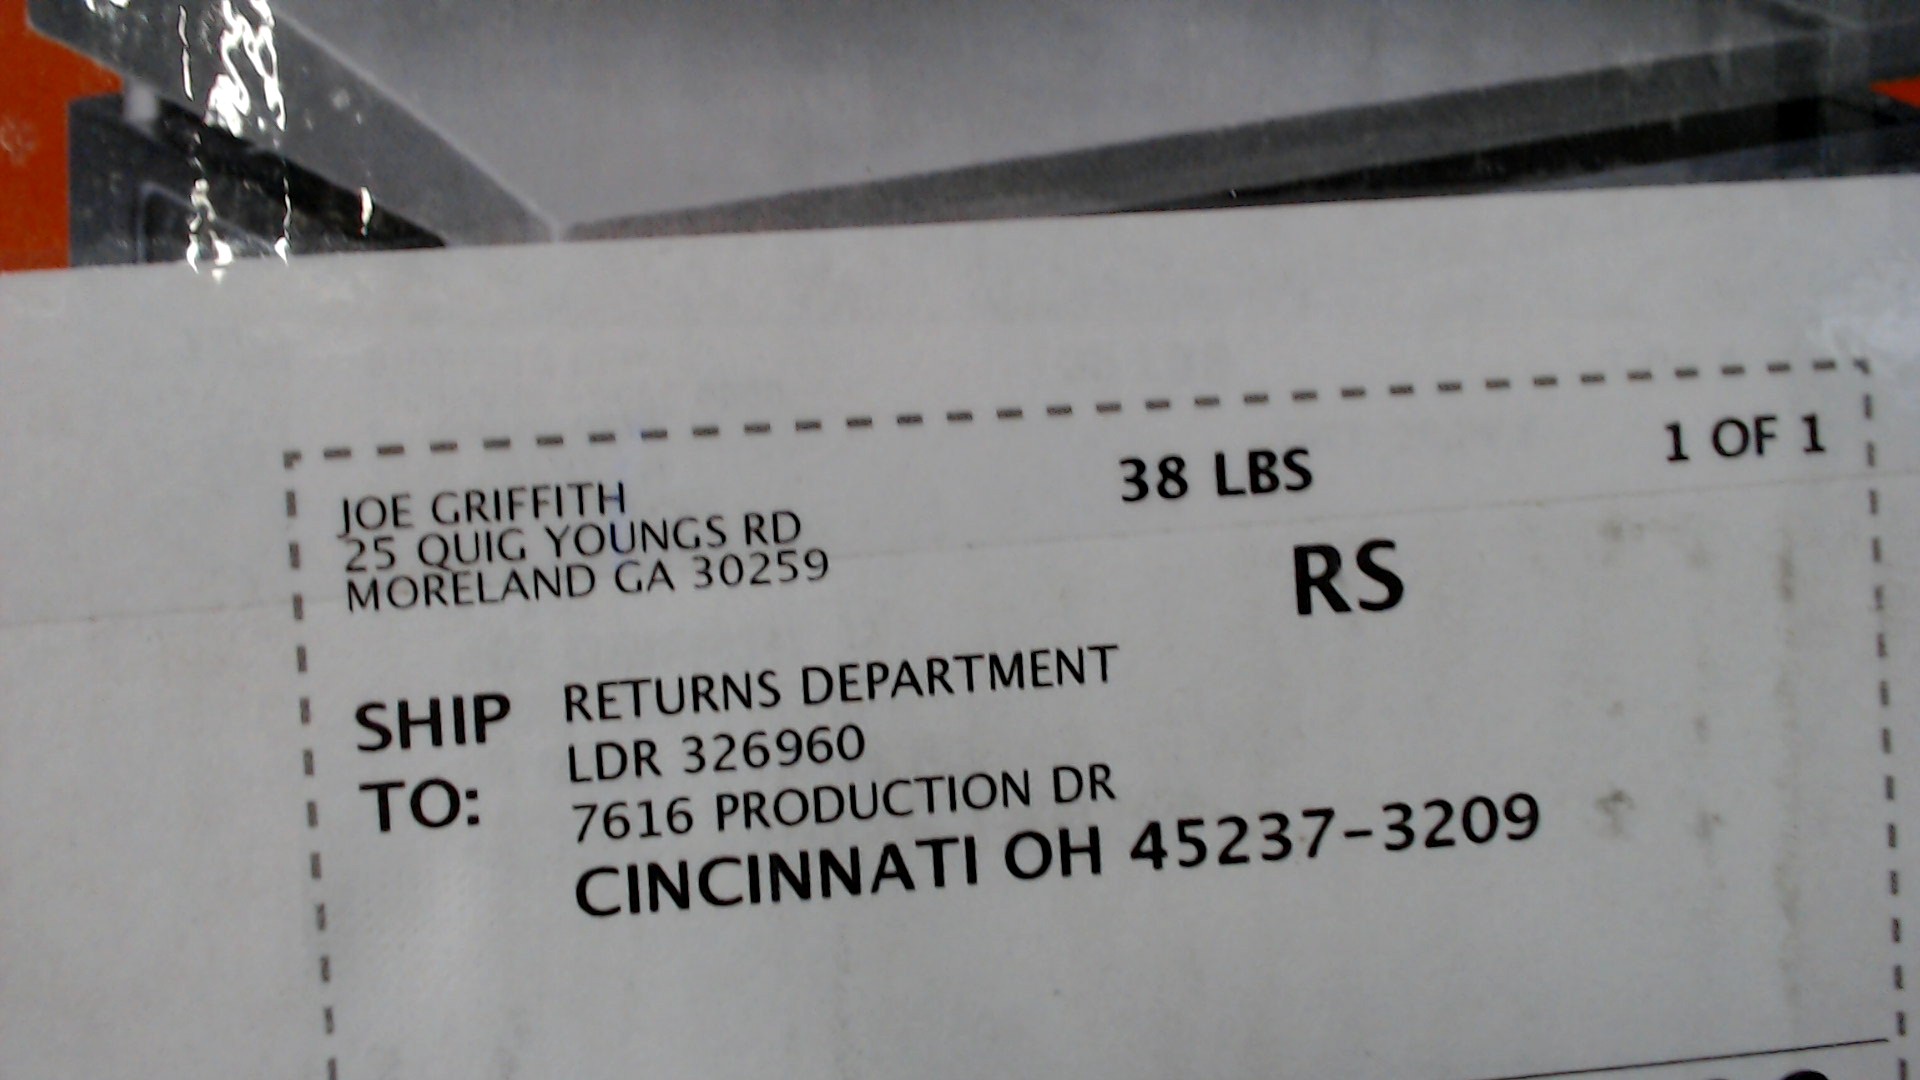 JOE GRIFFITH
25 QUIG YOUNGS RD
MORELAND GA 30259
38 LBS
1 OF 1
RS
SHIP TO:
RETURNS DEPARTMENT
LDR 326960
7616 PRODUCTION DR
CINCINNATI OH 45237-3209